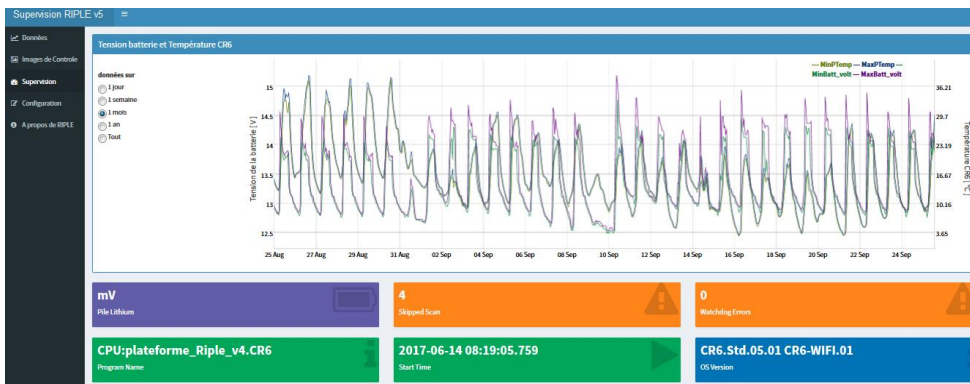 Supervision RIPLE v5
Données
Images de Controle
Supervision
Configuration
A propos de RIPLE
Tension batterie et Température CR6
données sur
1 jour
1 semaine
1 mois
1 an
Tout
Tension de la batterie [V]
15
14.5
14
13.5
13
12.5
— MinPTemp — MaxPTemp —
MinBatt_volt — MaxBatt_volt
36.21
29.7
23.19
16.67
10.16
3.65
Température CR6 [°C]
25 Aug 27 Aug 29 Aug 31 Aug 02 Sep 04 Sep 06 Sep 08 Sep 10 Sep 12 Sep 14 Sep 16 Sep 18 Sep 20 Sep 22 Sep 24 Sep
mV
Pile Lithium
4
Skipped Scan
0
Watchdog Errors
CPU:plateforme_Riple_v4.CR6
Program Name
2017-06-14 08:19:05.759
Start Time
CR6.Std.05.01 CR6-WIFI.01
OS Version